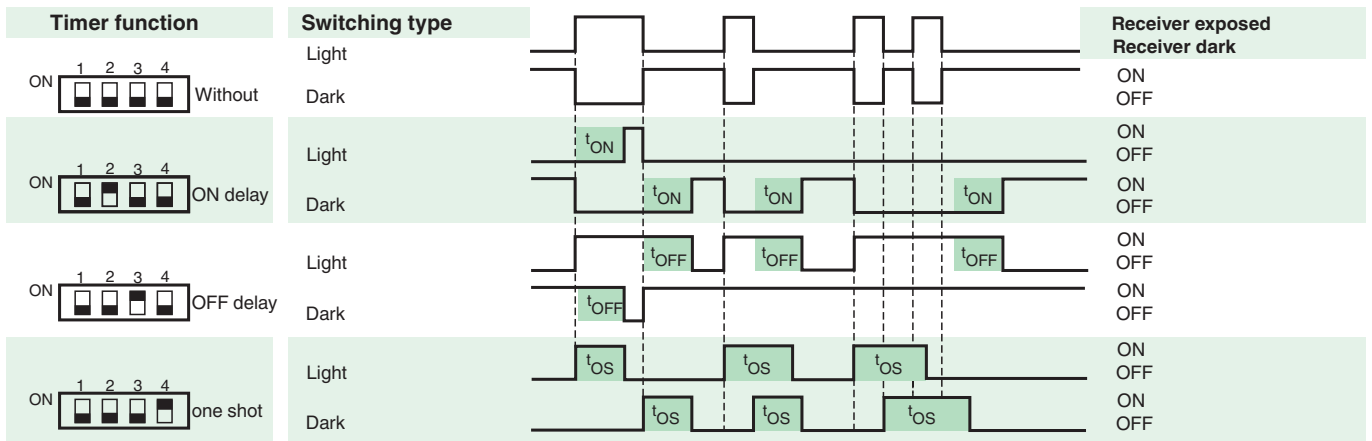 Timer function
Switching type
Receiver exposed
Receiver dark
Light
1 2 3 4
ON
Without
Dark
ON
OFF
Light
tON
ON
OFF
1 2 3 4
ON
ON delay
Dark
tON
tON
tON
ON
OFF
Light
tOFF
tOFF
tOFF
ON
OFF
1 2 3 4
ON
OFF delay
Dark
tOFF
ON
OFF
Light
tOS
tOS
tOS
ON
OFF
1 2 3 4
ON
one shot
Dark
tOS
tOS
tOS
ON
OFF